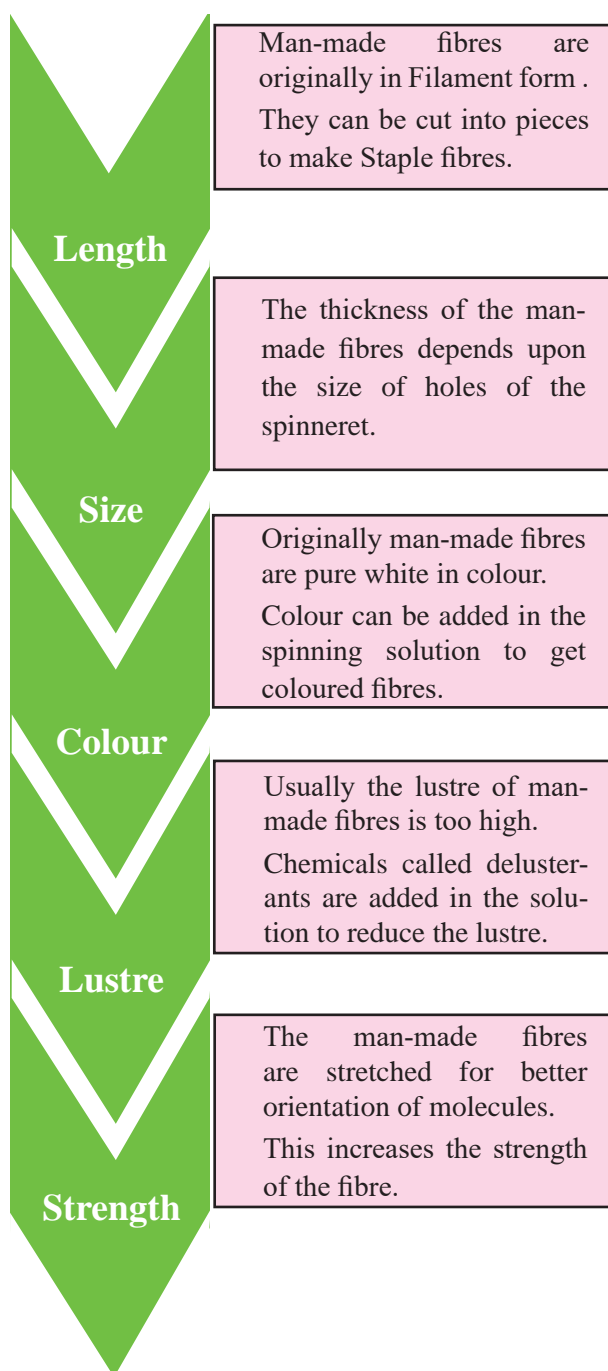 Man-made fibres are
originally in Filament form .
They can be cut into pieces
to make Staple fibres.
Length
The thickness of the man-
made fibres depends upon
the size of holes of the
spinneret.
Size
Originally man-made fibres
are pure white in colour.
Colour can be added in the
spinning solution to get
coloured fibres.
Colour
Usually the lustre of man-
made fibres is too high.
Chemicals called deluster-
ants are added in the solu-
tion to reduce the lustre.
Lustre
The man-made fibres
are stretched for better
orientation of molecules.
This increases the strength
of the fibre.
Strength